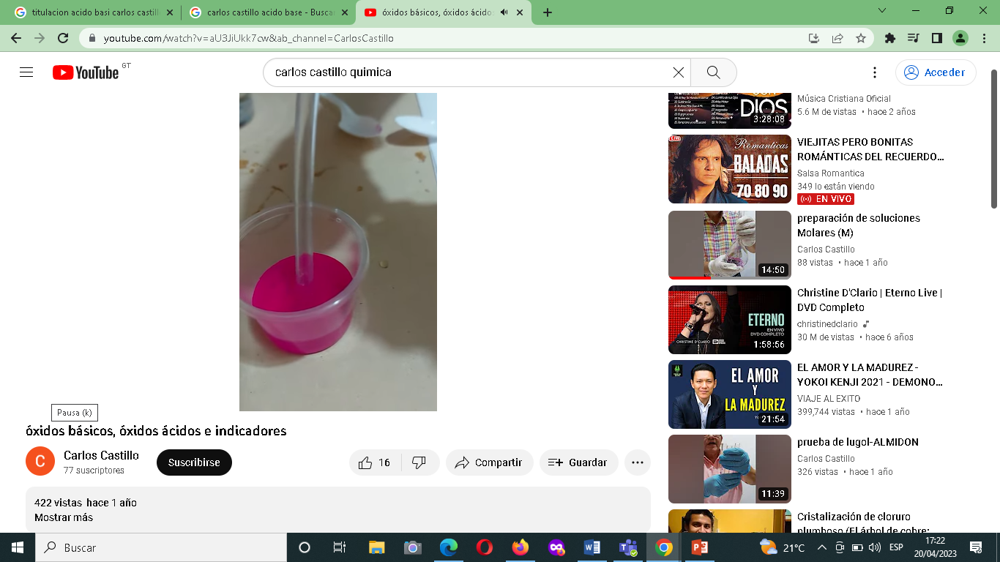 titulacion acido basi carlos castill
carlos castillo acido base - Buscar
óxidos básicos, óxidos ácidos
youtube.com/watch?v=aU3JiUkk7cw&ab_channel=CarlosCastillo
YouTube GT
carlos castillo quimica
Acceder
DIOS
3:28:08
Música Cristiana Oficial
5.6 M de vistas • hace 2 años
LIVE
Romanticas
BALADAS
70 80 90
VIEJITAS PERO BONITAS
ROMÁNTICAS DEL RECUERDO...
Salsa Romantica
349 lo están viendo
EN VIVO
14:50
preparación de soluciones
Molares (M)
Carlos Castillo
88 vistas • hace 1 año
ETERNO
EN VIVO
DVD COMPLETO
CHRISTINE D'CLARIO
1:58:56
Christine D'Clario | Eterno Live |
DVD Completo
christinedclario
30 M de vistas • hace 6 años
EL AMOR
Y
LA MADUREZ
21:54
EL AMOR Y LA MADUREZ -
YOKOI KENJI 2021 - DEMONO...
VIAJE AL EXITO
399,744 vistas • hace 1 año
11:39
prueba de lugol-ALMIDON
Carlos Castillo
326 vistas • hace 1 año
Cristalización de cloruro
plumboso (El árbol de cobre:
Pausa (k)
óxidos básicos, óxidos ácidos e indicadores
C
Carlos Castillo
77 suscriptores
Suscribirse
16
Compartir
Guardar
422 vistas hace 1 año
Mostrar más
Buscar
21°C
ESP
17:22
20/04/2023